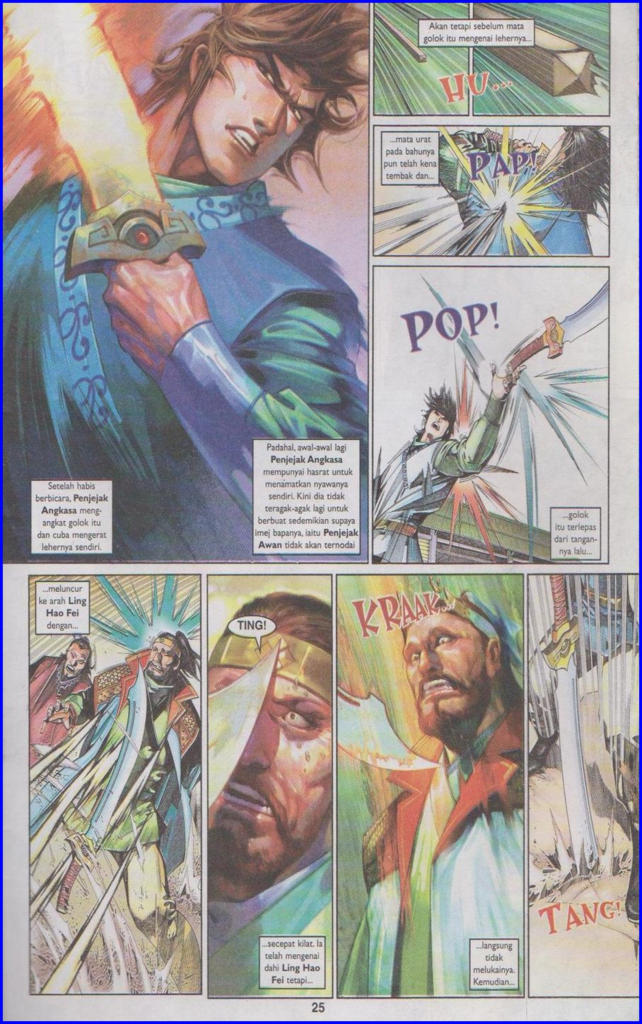 Setelah habis
berbicara, Penjejak
Angkasa meng-
angkat golok itu
dan cuba mengerat
lehernya sendiri.
Padahal, awal-awal lagi
Penjejak Angkasa
mempunyai hasrat untuk
menamatkan nyawanya
sendiri. Kini dia tidak
teragak-agak lagi untuk
berbuat sedemikian supaya
imej bapanya, iaitu Penjejak
Awan tidak akan ternodai
Akan tetapi sebelum mata
golok itu mengenai lehernya...
HU...
...mata urat
pada bahunya
pun telah kena
tembak dan...
PAP!
POP!
...golok
itu terlepas
dari tangan-
nya lalu...
...meluncur
ke arah Ling
Hao Fei
dengan...
TING!
...secepat kilat. Ia
telah mengenai
dahi Ling Hao
Fei tetapi...
KRAAK...
...langsung
tidak
melukainya.
Kemudian...
TANG!
25